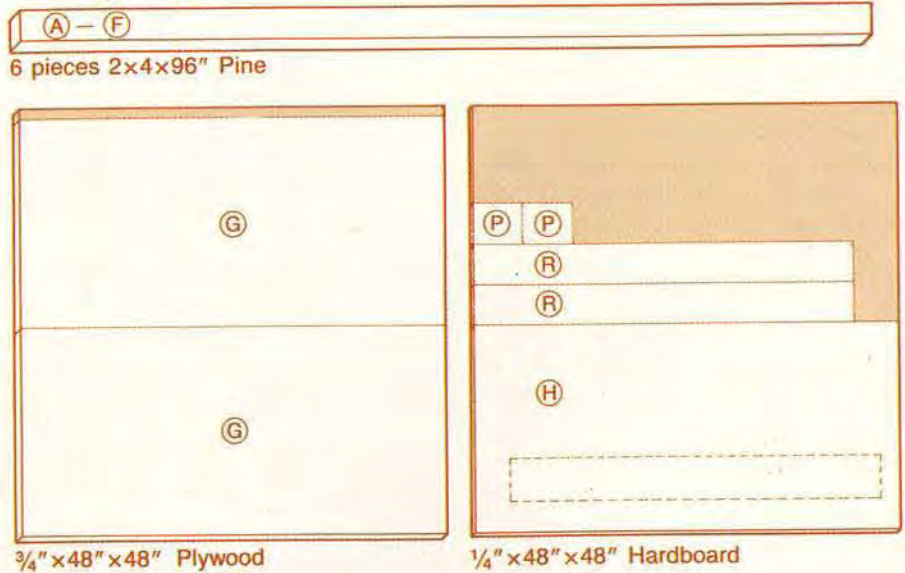 Ⓐ – Ⓕ
6 pieces 2×4×96″ Pine
Ⓖ
Ⓖ
¾″×48″×48″ Plywood
Ⓟ Ⓟ
Ⓡ
Ⓡ
Ⓗ
¼″×48″×48″ Hardboard